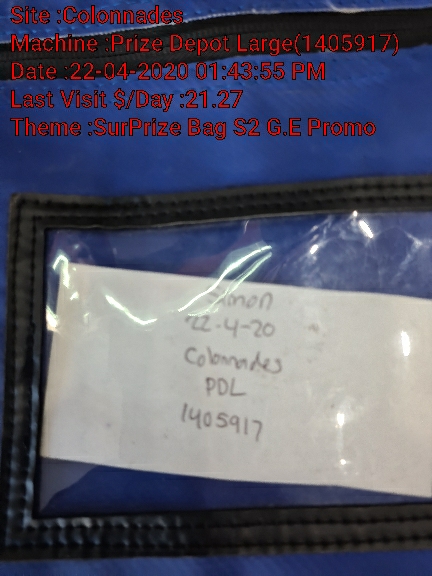 Site :Colonnades
Machine :Prize Depot Large(1405917)
Date :22-04-2020 01:43:55 PM
Last Visit $/Day :21.27
Theme :SurPrize Bag S2 G.E Promo
Simon
22-4-20
Colonnades
PDL
1405917